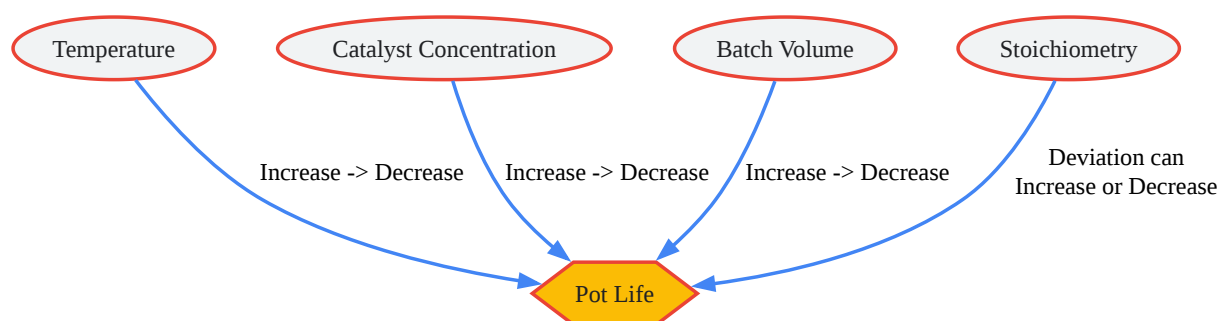 Temperature
Catalyst Concentration
Batch Volume
Stoichiometry
Increase -> Decrease
Increase -> Decrease
Increase -> Decrease
Deviation can
Increase or Decrease
Pot Life